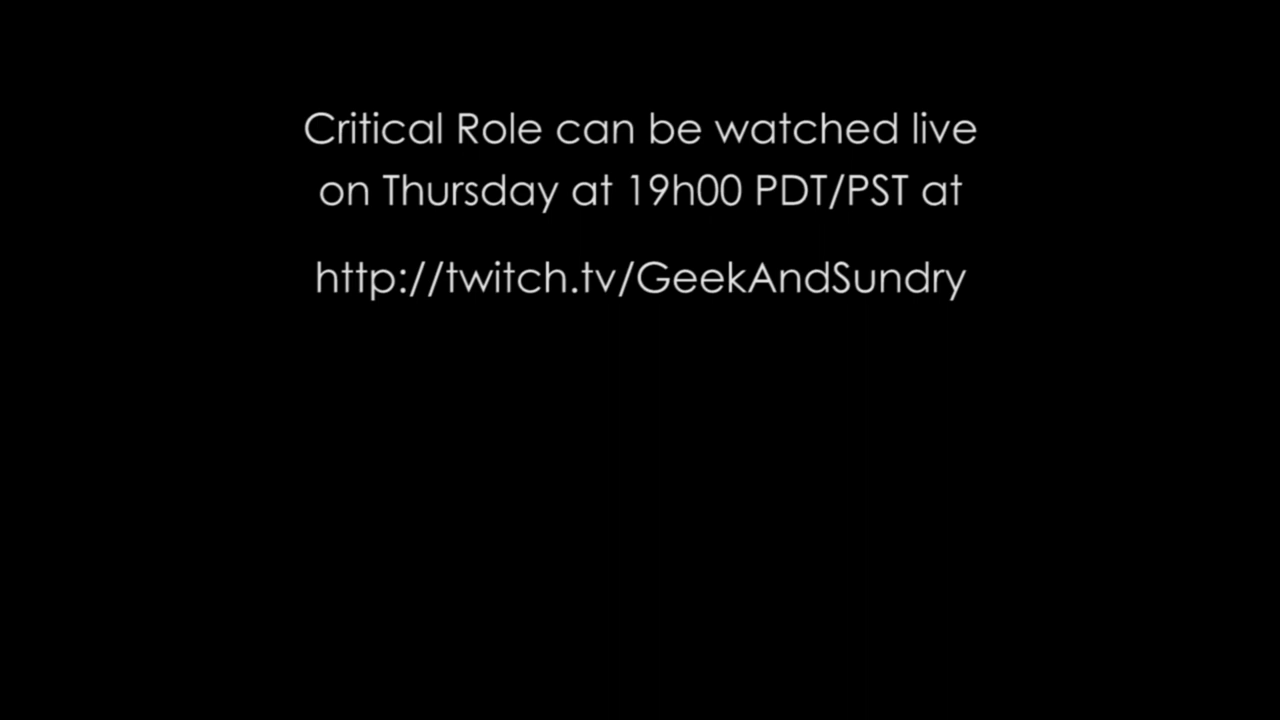 Critical Role can be watched live
on Thursday at 19h00 PDT/PST at
http://twitch.tv/GeekAndSundry